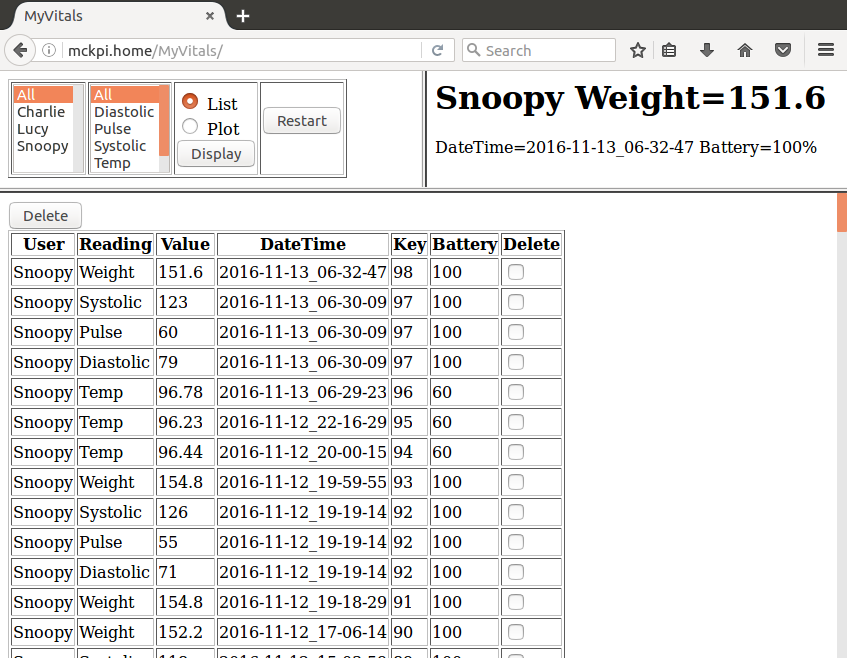 MyVitals
mckpi.home/MyVitals/
Search
All
Charlie
Lucy
Snoopy
All
Diastolic
Pulse
Systolic
Temp
List
Plot
Display
Restart
Snoopy Weight=151.6
DateTime=2016-11-13_06-32-47 Battery=100%
Delete
User Reading Value DateTime Key Battery Delete
Snoopy Weight 151.6 2016-11-13_06-32-47 98 100
Snoopy Systolic 123 2016-11-13_06-30-09 97 100
Snoopy Pulse 60 2016-11-13_06-30-09 97 100
Snoopy Diastolic 79 2016-11-13_06-30-09 97 100
Snoopy Temp 96.78 2016-11-13_06-29-23 96 60
Snoopy Temp 96.23 2016-11-12_22-16-29 95 60
Snoopy Temp 96.44 2016-11-12_20-00-15 94 60
Snoopy Weight 154.8 2016-11-12_19-59-55 93 100
Snoopy Systolic 126 2016-11-12_19-19-14 92 100
Snoopy Pulse 55 2016-11-12_19-19-14 92 100
Snoopy Diastolic 71 2016-11-12_19-19-14 92 100
Snoopy Weight 154.8 2016-11-12_19-18-29 91 100
Snoopy Weight 152.2 2016-11-12_17-06-14 90 100